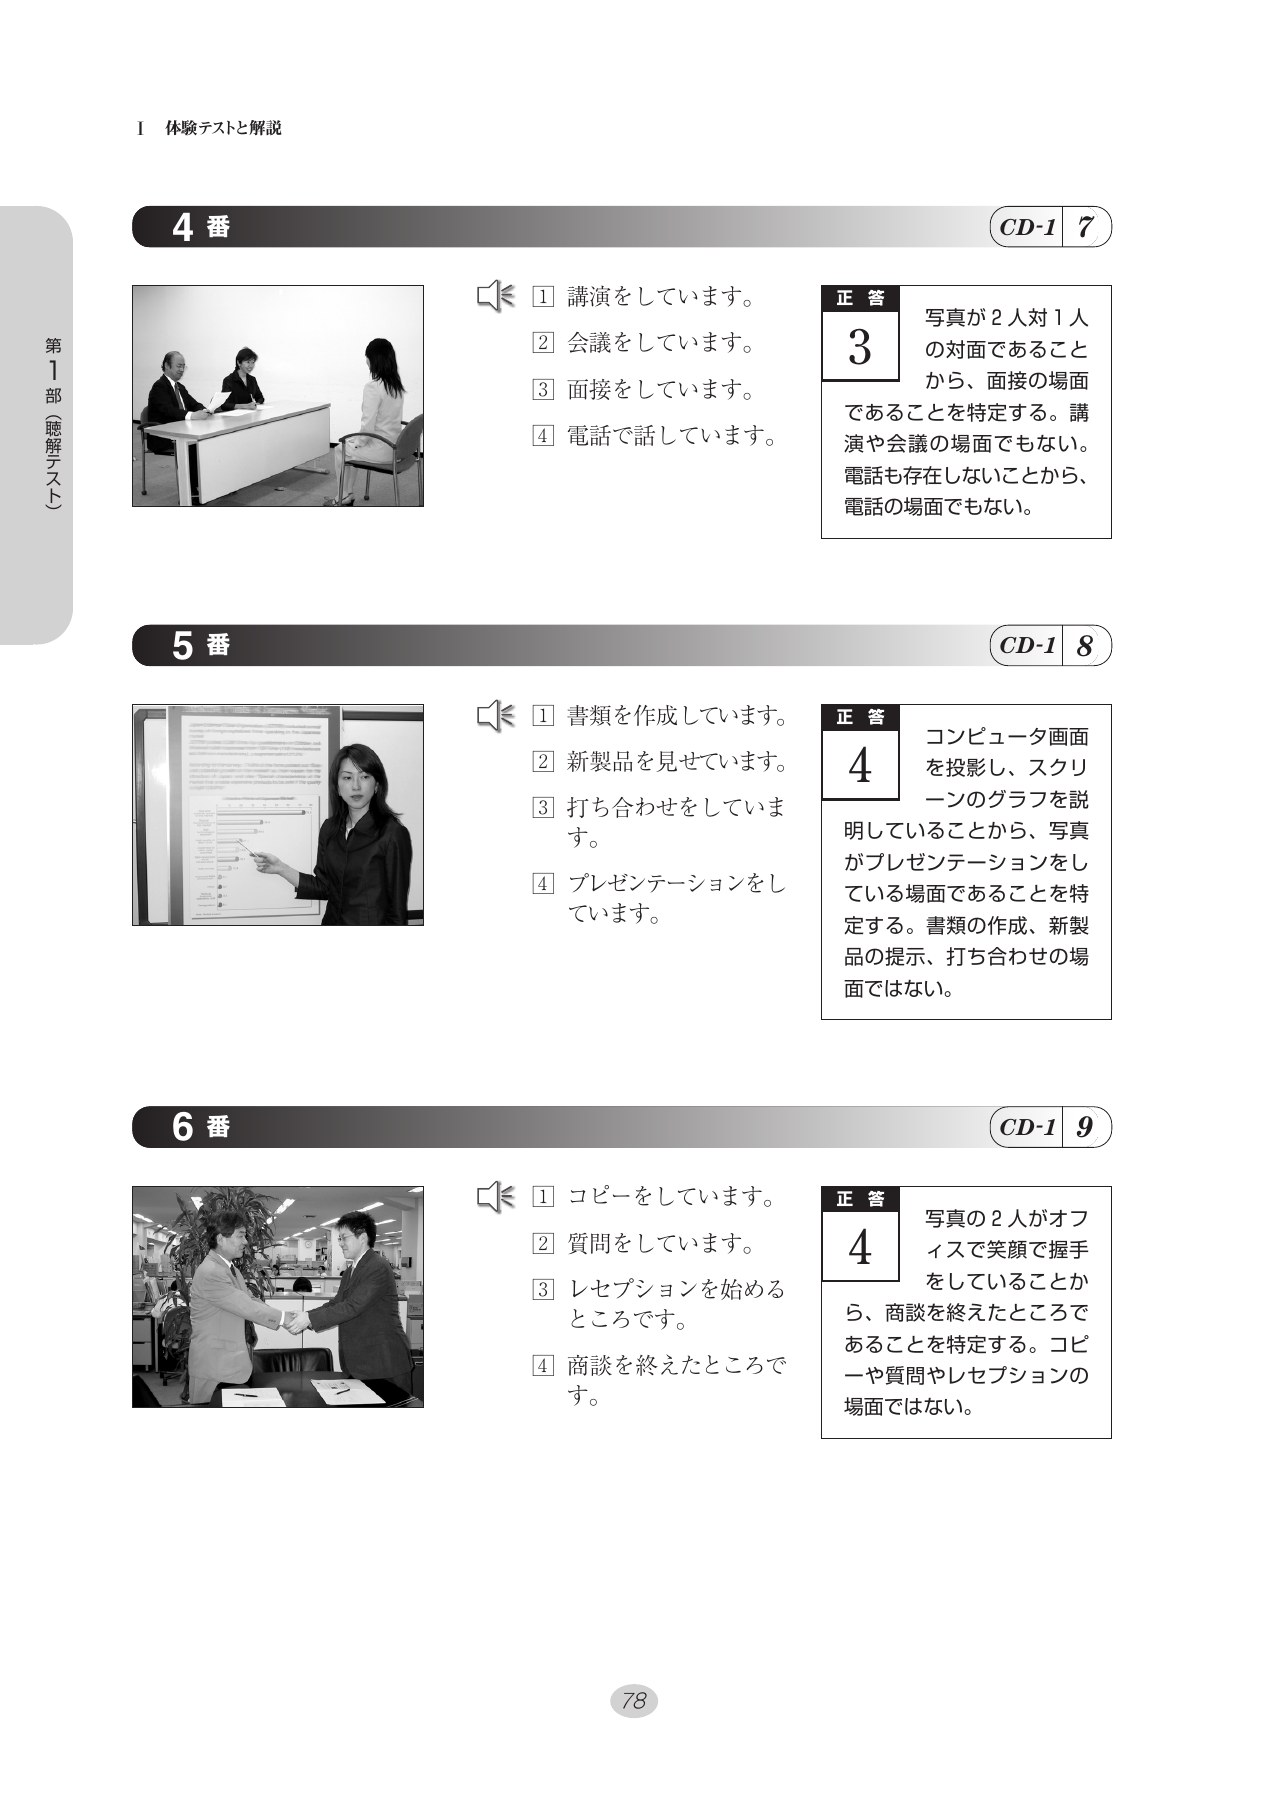 I 体験テストと解説
第1部（聴解テスト）
4 番
CD-1 7
1 講演をしています。
2 会議をしています。
3 面接をしています。
4 電話で話しています。
正 答
3
写真が2人対1人
の対面であること
から、面接の場面
であることを特定する。講
演や会議の場面でもない。
電話も存在しないことから、
電話の場面でもない。
5 番
CD-1 8
1 書類を作成しています。
2 新製品を見せています。
3 打ち合わせをしていま
す。
4 プレゼンテーションをし
ています。
正 答
4
コンピュータ画面
を投影し、スクリ
ーンのグラフを説
明していることから、写真
がプレゼンテーションをし
ている場面であることを特
定する。書類の作成、新製
品の提示、打ち合わせの場
面ではない。
6 番
CD-1 9
1 コピーをしています。
2 質問をしています。
3 レセプションを始める
ところです。
4 商談を終えたところで
す。
正 答
4
写真の2人がオフ
ィスで笑顔で握手
をしていることか
ら、商談を終えたところで
あることを特定する。コピ
ーや質問やレセプションの
場面ではない。
78